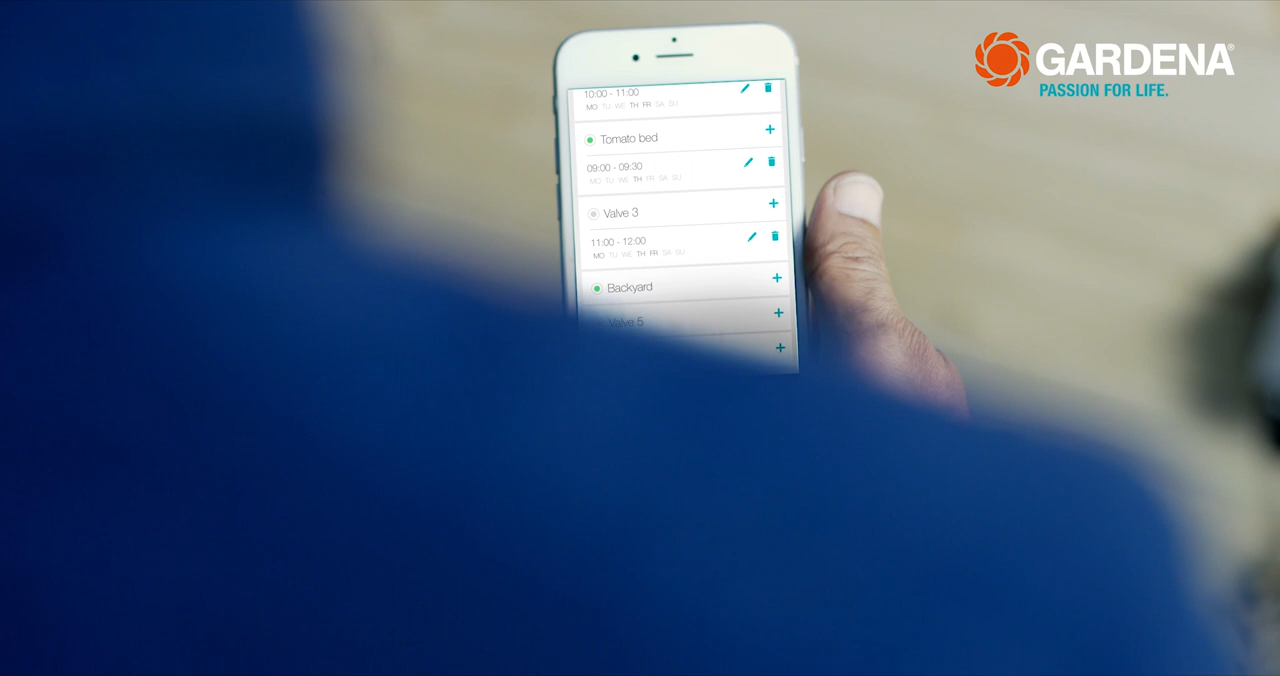 GARDENA®
PASSION FOR LIFE.
10:00 - 11:00
MO TU WE TH FR SA SU
Tomato bed
09:00 - 09:30
MO TU WE TH FR SA SU
Valve 3
11:00 - 12:00
MO TU WE TH FR SA SU
Backyard
Valve 5